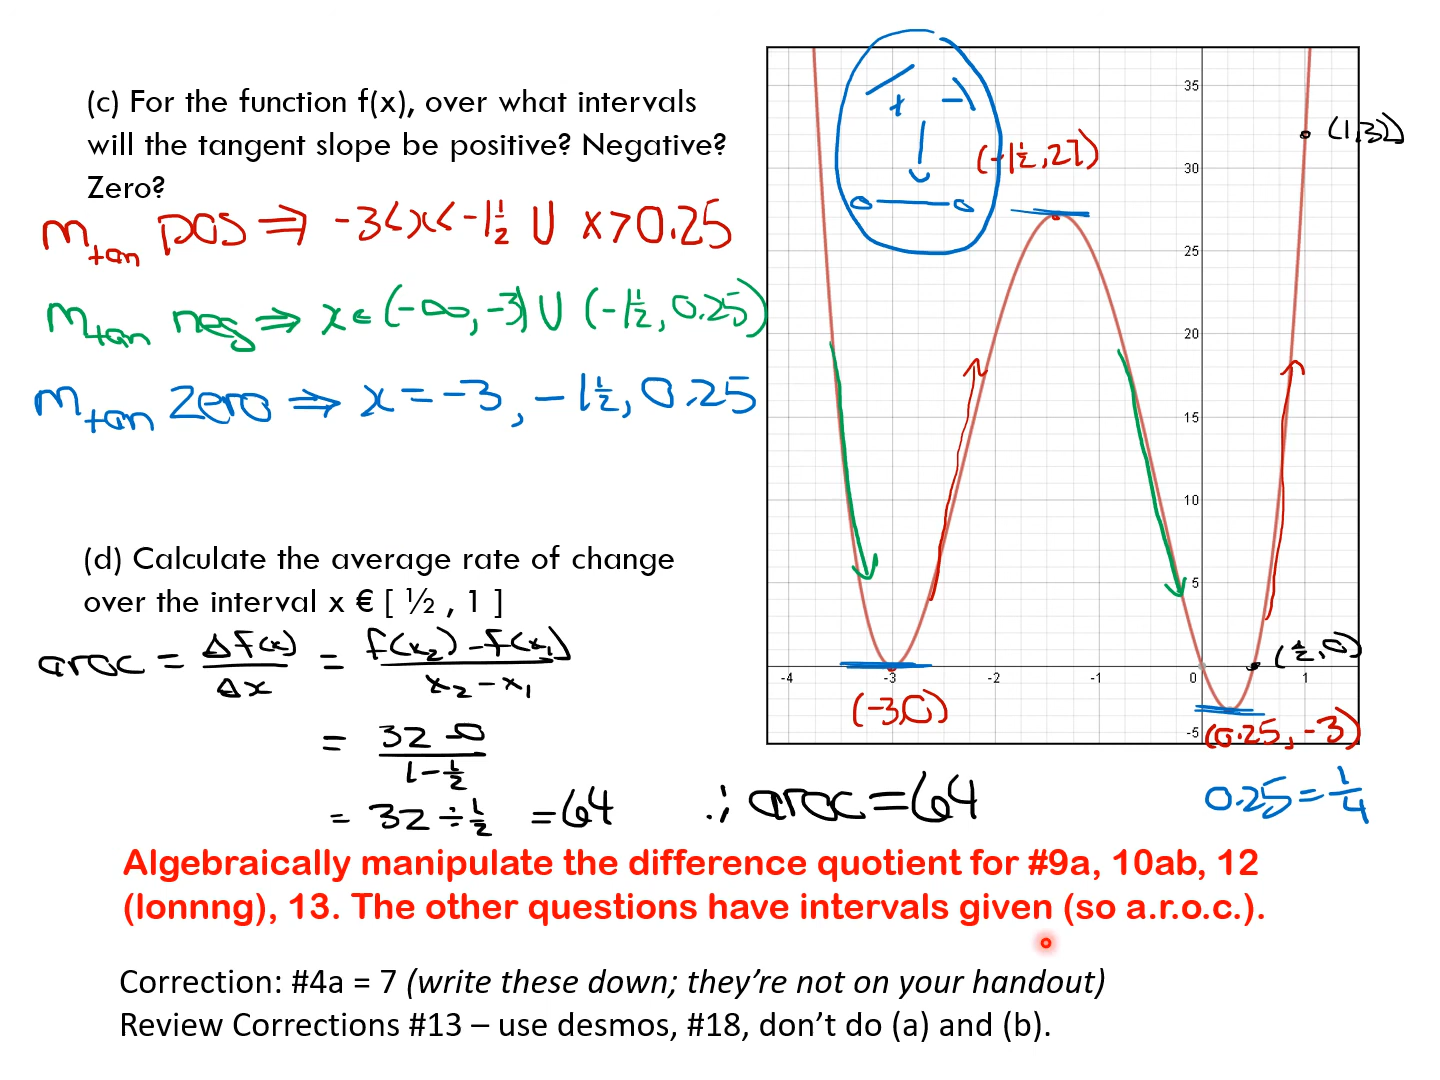 (c) For the function f(x), over what intervals
will the tangent slope be positive? Negative?
Zero?
m tan pos ⇒ -3<x<-1½ ∪ x>0.25
m tan neg ⇒ x∈(-∞,-3) ∪ (-1½, 0.25)
m tan zero ⇒ x = -3, -1½, 0.25
(d) Calculate the average rate of change
over the interval x € [ ½ , 1 ]
aroc = Δf(x)/Δx = (f(x₂) - f(x₁))/(x₂ - x₁)
= (32 - 0)/(1 - ½)
= 32 ÷ ½ = 64
∴ aroc = 64
+ -
(-1½, 27)
(1,32)
(½,0)
(-3,0)
(0.25, -3)
0.25 = 1/4
35
30
25
20
15
10
5
-4 -3 -2 -1 0 1
-5
Algebraically manipulate the difference quotient for #9a, 10ab, 12
(lonnng), 13. The other questions have intervals given (so a.r.o.c.).
Correction: #4a = 7 (write these down; they're not on your handout)
Review Corrections #13 – use desmos, #18, don't do (a) and (b).